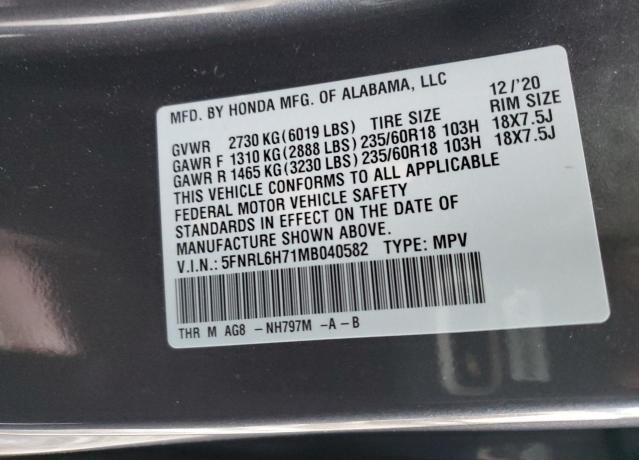 MFD. BY HONDA MFG. OF ALABAMA, LLC 12/'20
GVWR 2730 KG(6019 LBS) TIRE SIZE RIM SIZE
GAWR F 1310 KG(2888 LBS) 235/60R18 103H 18X7.5J
GAWR R 1465 KG(3230 LBS) 235/60R18 103H 18X7.5J
THIS VEHICLE CONFORMS TO ALL APPLICABLE
FEDERAL MOTOR VEHICLE SAFETY
STANDARDS IN EFFECT ON THE DATE OF
MANUFACTURE SHOWN ABOVE.
V.I.N.: 5FNRL6H71MB040582 TYPE: MPV
THR M AG8 -NH797M -A-B